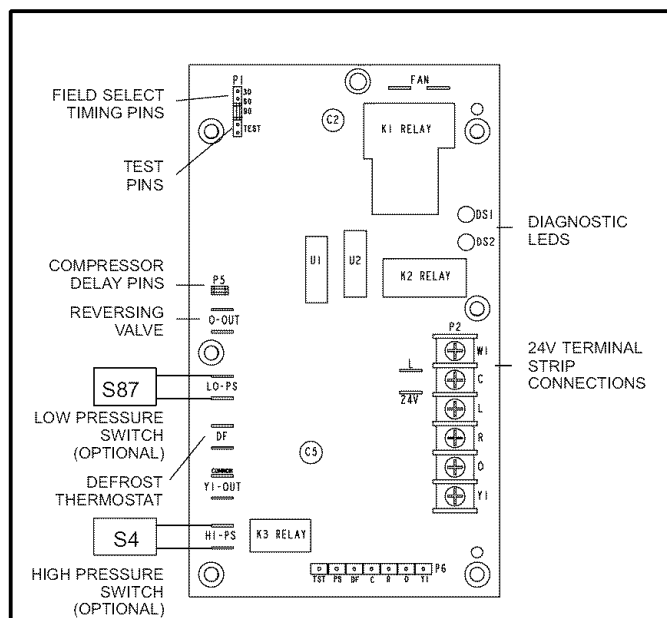 P1
FAN
FIELD SELECT
TIMING PINS
30
60
90
TEST
C2
K1 RELAY
TEST
PINS
DS1
DS2
DIAGNOSTIC
LEDS
U1
U2
K2 RELAY
COMPRESSOR
DELAY PINS
P5
REVERSING
VALVE
O-OUT
P2
W1
C
L
R
O
Y1
24V TERMINAL
STRIP
CONNECTIONS
L
24V
S87
LO-PS
LOW PRESSURE
SWITCH
(OPTIONAL)
DF
C5
DEFROST
THERMOSTAT
COMMON
Y1-OUT
S4
HI-PS
K3 RELAY
HIGH PRESSURE
SWITCH
(OPTIONAL)
P6
TST PS DF C R O Y1